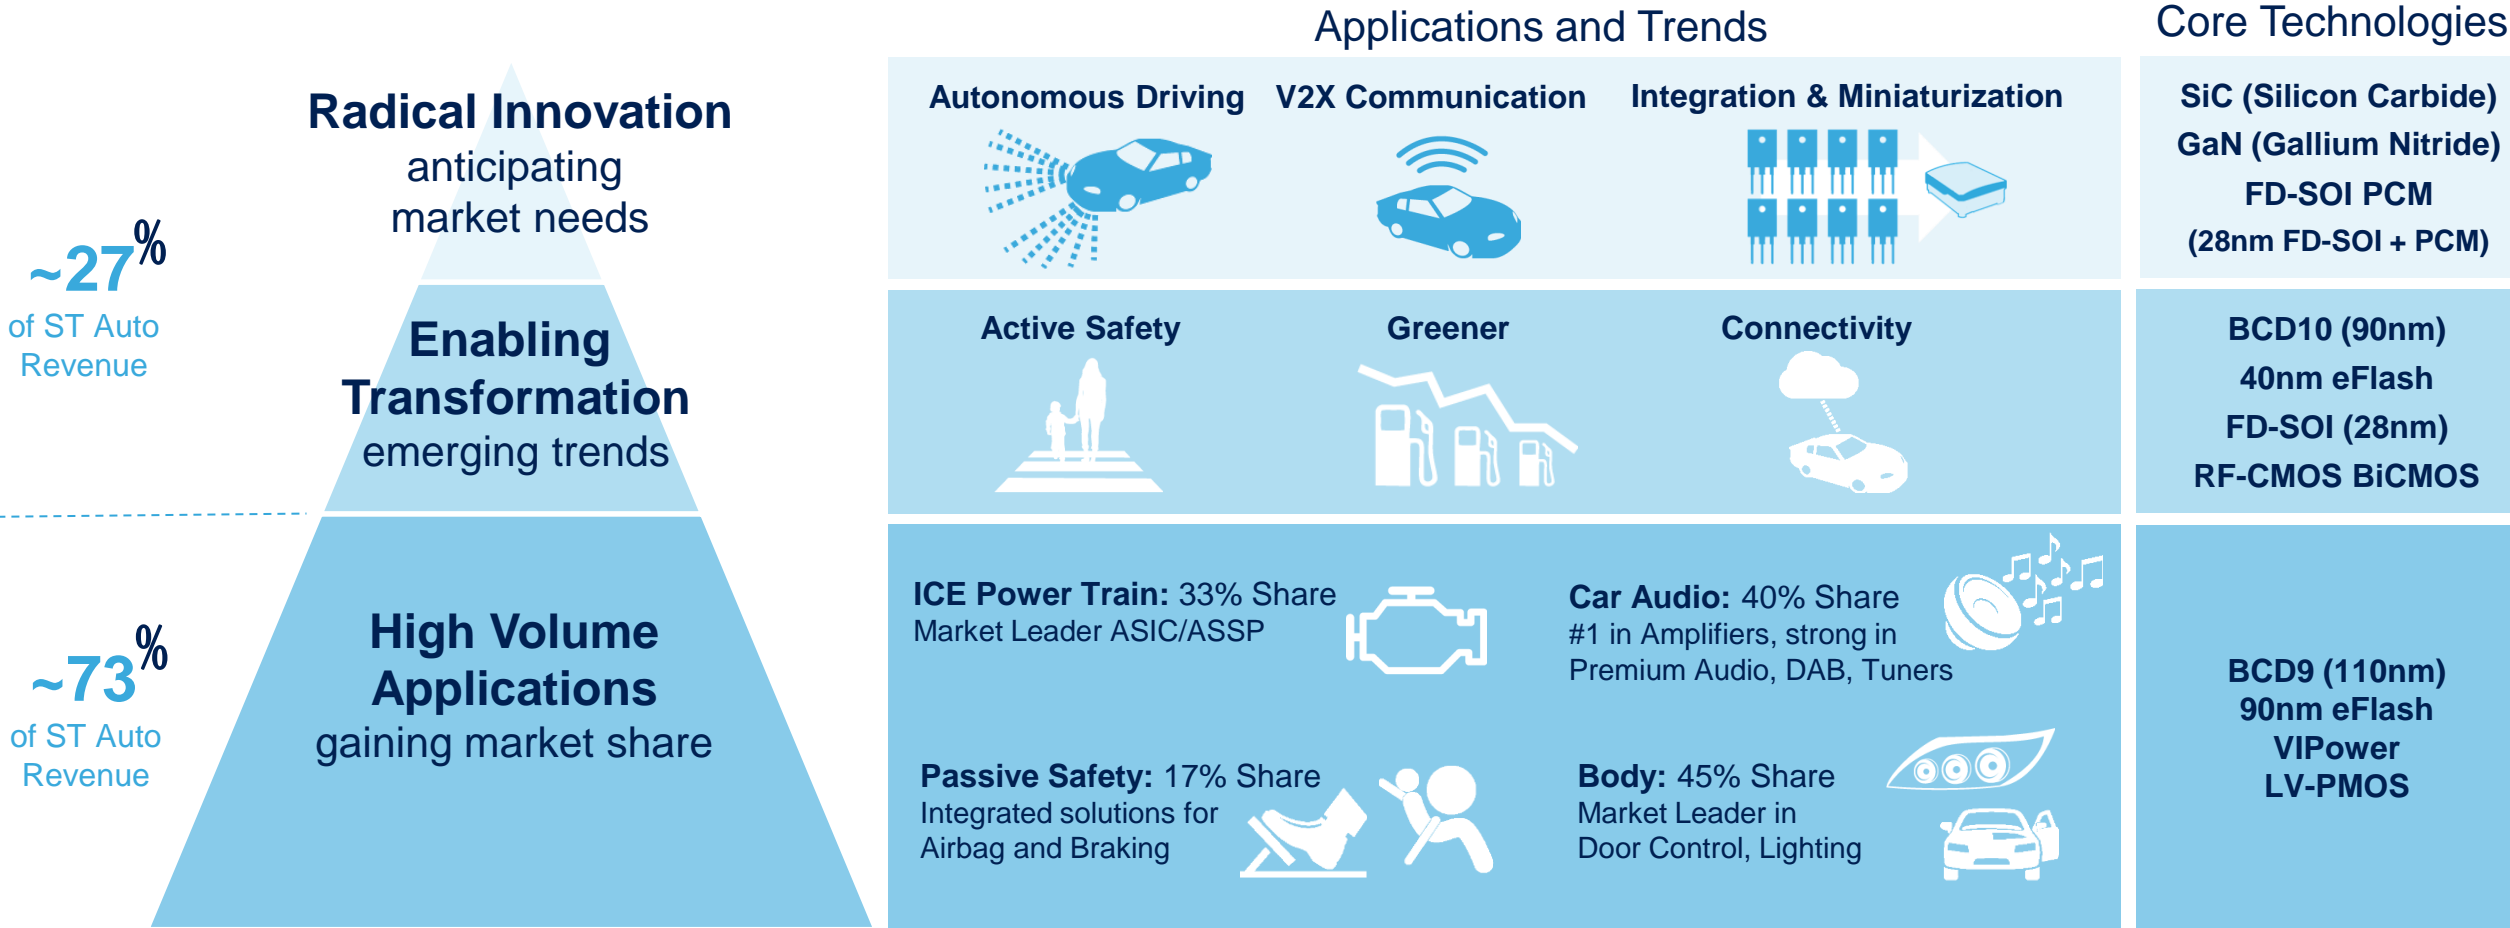 Applications and Trends
Core Technologies
Radical Innovation
anticipating
market needs
Autonomous Driving
V2X Communication
Integration & Miniaturization
SiC (Silicon Carbide)
GaN (Gallium Nitride)
FD-SOI PCM
(28nm FD-SOI + PCM)
~27%
of ST Auto
Revenue
Enabling
Transformation
emerging trends
Active Safety
Greener
Connectivity
BCD10 (90nm)
40nm eFlash
FD-SOI (28nm)
RF-CMOS BiCMOS
~73%
of ST Auto
Revenue
High Volume
Applications
gaining market share
ICE Power Train: 33% Share
Market Leader ASIC/ASSP
Car Audio: 40% Share
#1 in Amplifiers, strong in
Premium Audio, DAB, Tuners
Passive Safety: 17% Share
Integrated solutions for
Airbag and Braking
Body: 45% Share
Market Leader in
Door Control, Lighting
BCD9 (110nm)
90nm eFlash
VIPower
LV-PMOS